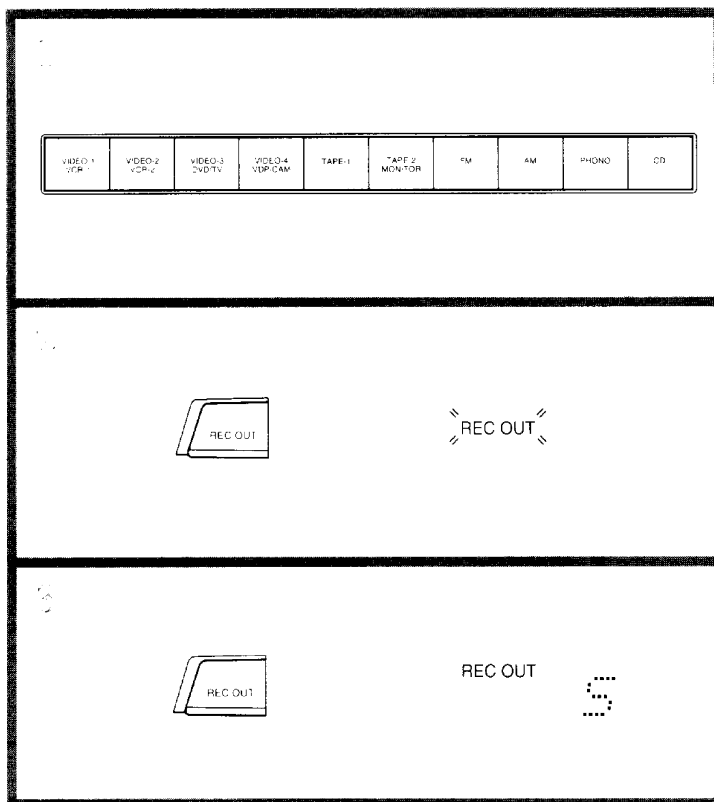 VIDEO-1 VIDEO-2 VIDEO-3 VIDEO-4 TAPE-1 TAPE-2 FM AM PHONO CD
VCR-1 VCR-2 DVD/TV VDP/CAM MONITOR
REC OUT REC OUT
3
REC OUT REC OUT
S